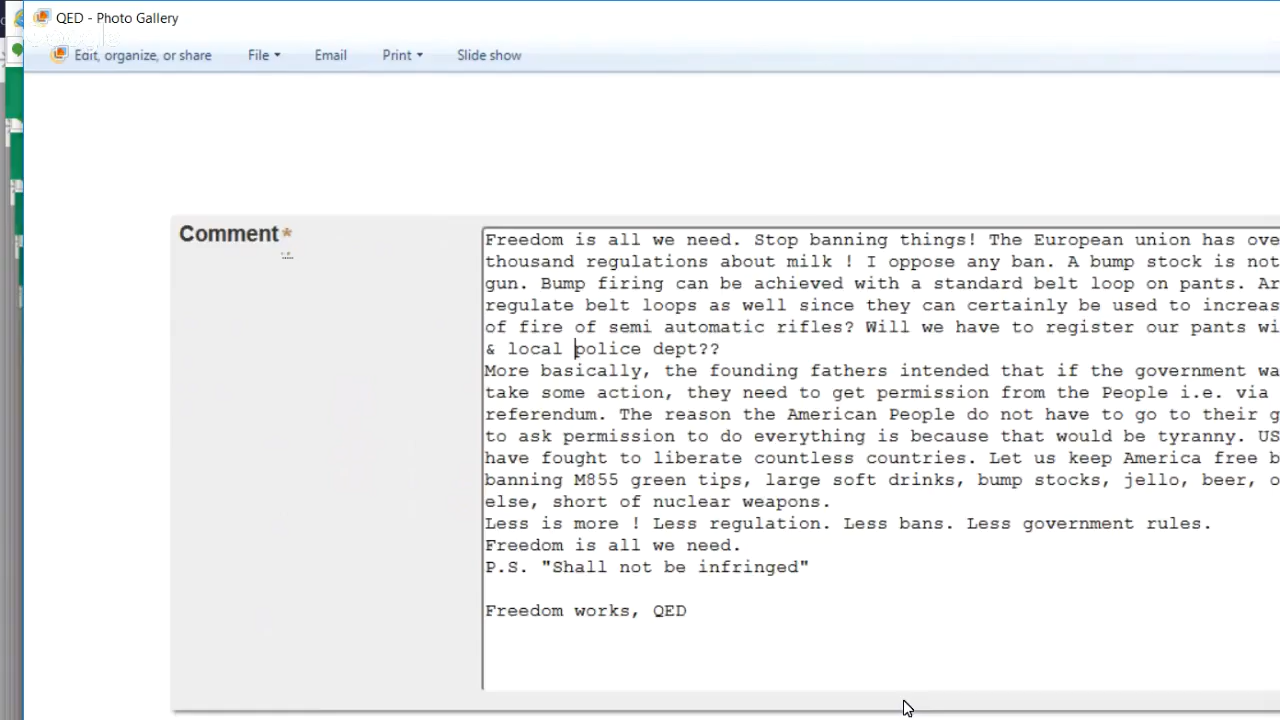 QED - Photo Gallery
Edit, organize, or share File Email Print Slide show
Comment*
Freedom is all we need. Stop banning things! The European union has ove
thousand regulations about milk ! I oppose any ban. A bump stock is not
gun. Bump firing can be achieved with a standard belt loop on pants. Ar
regulate belt loops as well since they can certainly be used to increas
of fire of semi automatic rifles? Will we have to register our pants wi
& local police dept??
More basically, the founding fathers intended that if the government wa
take some action, they need to get permission from the People i.e. via
referendum. The reason the American People do not have to go to their g
to ask permission to do everything is because that would be tyranny. US
have fought to liberate countless countries. Let us keep America free b
banning M855 green tips, large soft drinks, bump stocks, jello, beer, o
else, short of nuclear weapons.
Less is more ! Less regulation. Less bans. Less government rules.
Freedom is all we need.
P.S. "Shall not be infringed"
Freedom works, QED